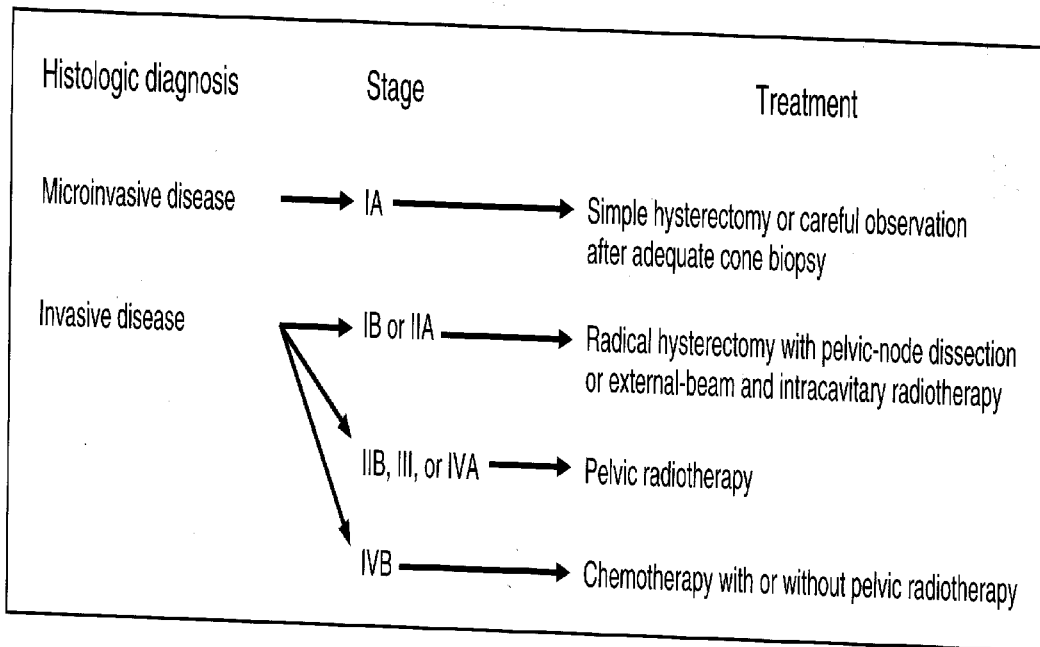 Histologic diagnosis Stage Treatment
Microinvasive disease IA Simple hysterectomy or careful observation
after adequate cone biopsy
Invasive disease IB or IIA Radical hysterectomy with pelvic-node dissection
or external-beam and intracavitary radiotherapy
IIB, III, or IVA Pelvic radiotherapy
IVB Chemotherapy with or without pelvic radiotherapy